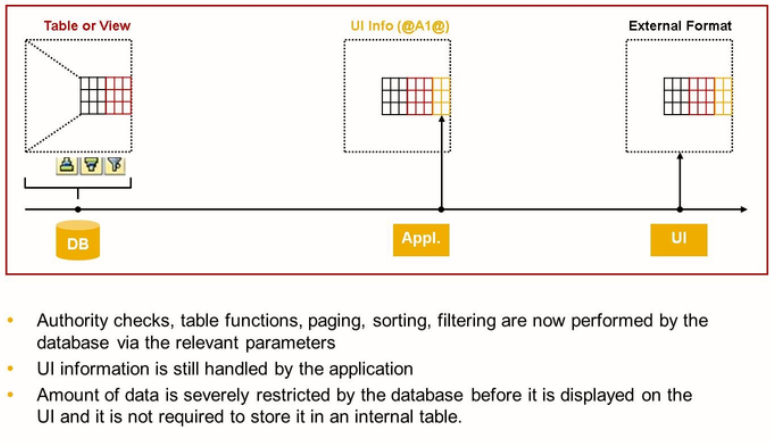 Table or View
UI Info (@A1@)
External Format
DB
Appl.
UI
• Authority checks, table functions, paging, sorting, filtering are now performed by the
database via the relevant parameters
• UI information is still handled by the application
• Amount of data is severely restricted by the database before it is displayed on the
UI and it is not required to store it in an internal table.